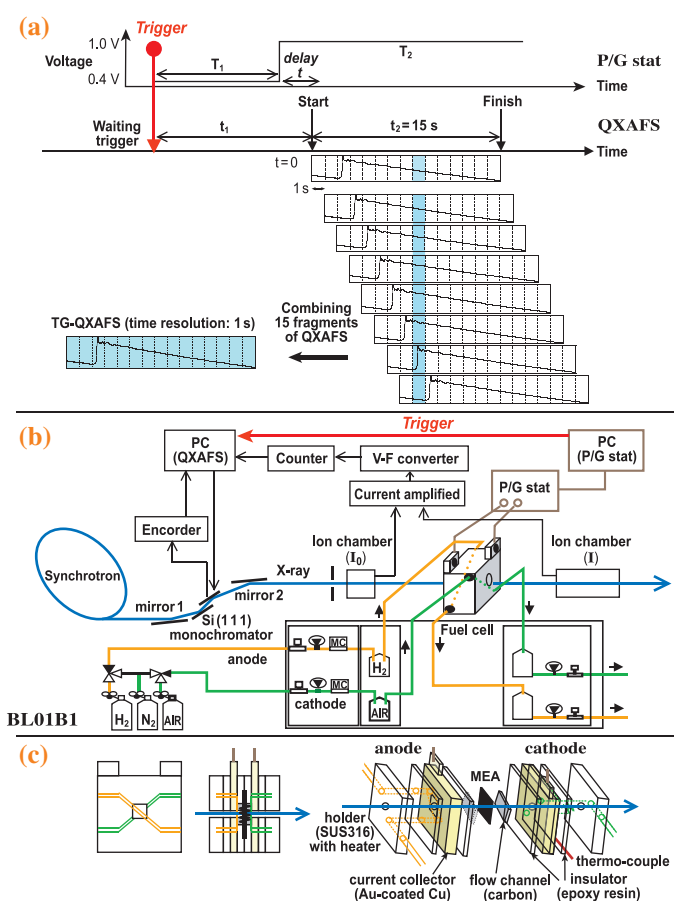 (a)
Trigger
1.0 V
Voltage
0.4 V
T1
delay
t
T2
P/G stat
Time
Start
Finish
Waiting
trigger
t1
t2 = 15 s
QXAFS
Time
t = 0
1 s
TG-QXAFS (time resolution: 1 s)
Combining
15 fragments
of QXAFS
(b)
Trigger
PC
(QXAFS)
Counter
V-F converter
PC
(P/G stat)
Current amplified
P/G stat
Encorder
Synchrotron
X-ray
Ion chamber
(I0)
Ion chamber
(I)
mirror 1
mirror 2
Si (1 1 1)
monochromator
Fuel cell
anode
MC
H2
cathode
MC
AIR
H2
N2
AIR
BL01B1
(c)
anode
MEA
cathode
holder
(SUS316)
with heater
current collector
(Au-coated Cu)
flow channel
(carbon)
thermo-couple
insulator
(epoxy resin)